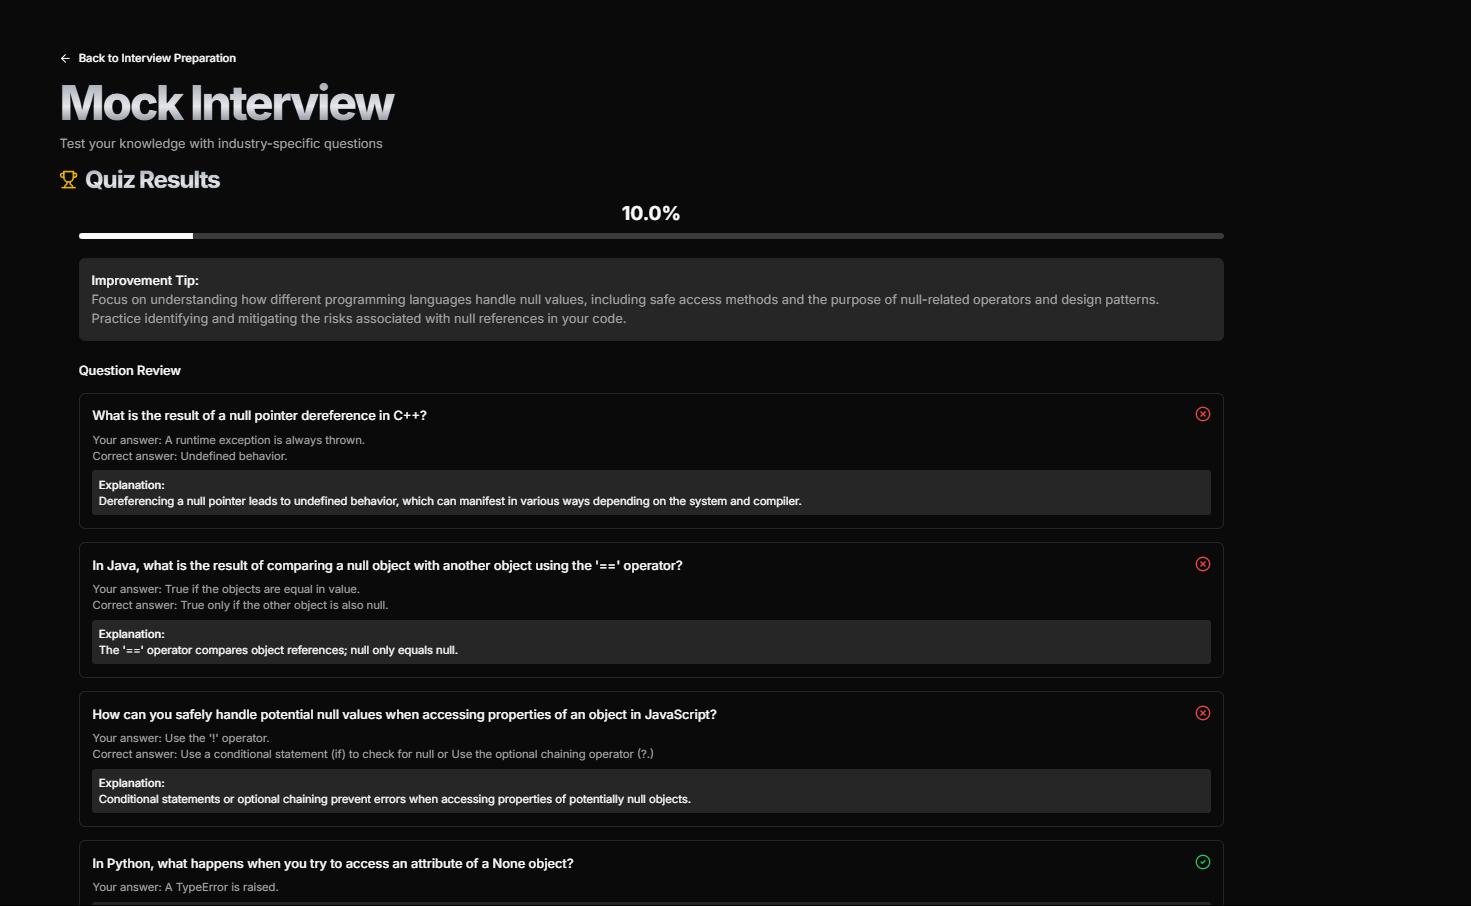 Back to Interview Preparation
Mock Interview
Test your knowledge with industry-specific questions
Quiz Results
10.0%
Improvement Tip:
Focus on understanding how different programming languages handle null values, including safe access methods and the purpose of null-related operators and design patterns.
Practice identifying and mitigating the risks associated with null references in your code.
Question Review
What is the result of a null pointer dereference in C++?
Your answer: A runtime exception is always thrown.
Correct answer: Undefined behavior.
Explanation:
Dereferencing a null pointer leads to undefined behavior, which can manifest in various ways depending on the system and compiler.
In Java, what is the result of comparing a null object with another object using the '==' operator?
Your answer: True if the objects are equal in value.
Correct answer: True only if the other object is also null.
Explanation:
The '==' operator compares object references; null only equals null.
How can you safely handle potential null values when accessing properties of an object in JavaScript?
Your answer: Use the '!' operator.
Correct answer: Use a conditional statement (if) to check for null or Use the optional chaining operator (?.)
Explanation:
Conditional statements or optional chaining prevent errors when accessing properties of potentially null objects.
In Python, what happens when you try to access an attribute of a None object?
Your answer: A TypeError is raised.